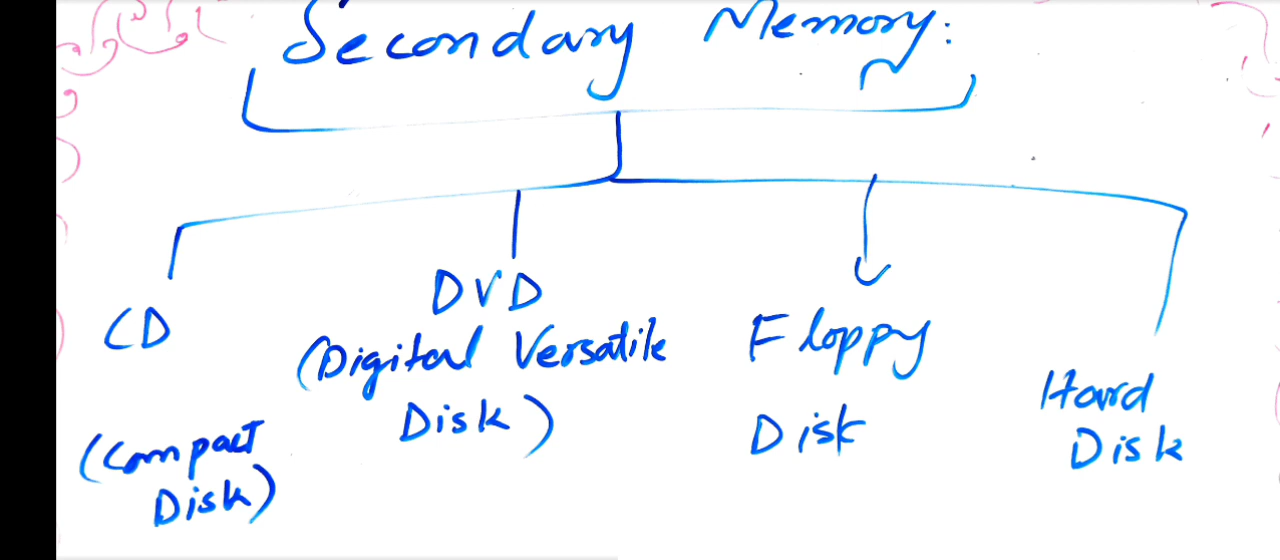 Secondary Memory:
CD
(Compact
Disk)
DVD
(Digital Versatile
Disk)
Floppy
Disk
Hard
Disk